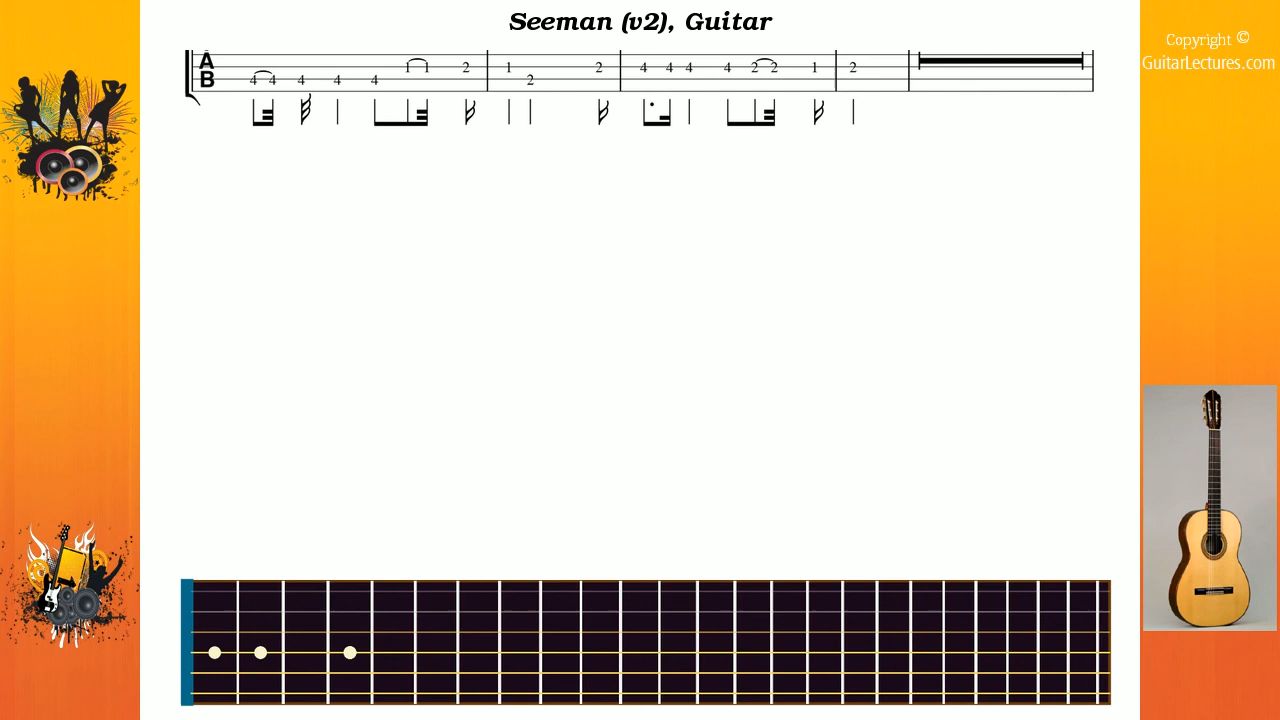 Seeman (v2), Guitar
Copyright ©
GuitarLectures.com
TAB
1 1 2 1 2 4 4 4 4 2 2 1 2
4 4 4 4 4 2